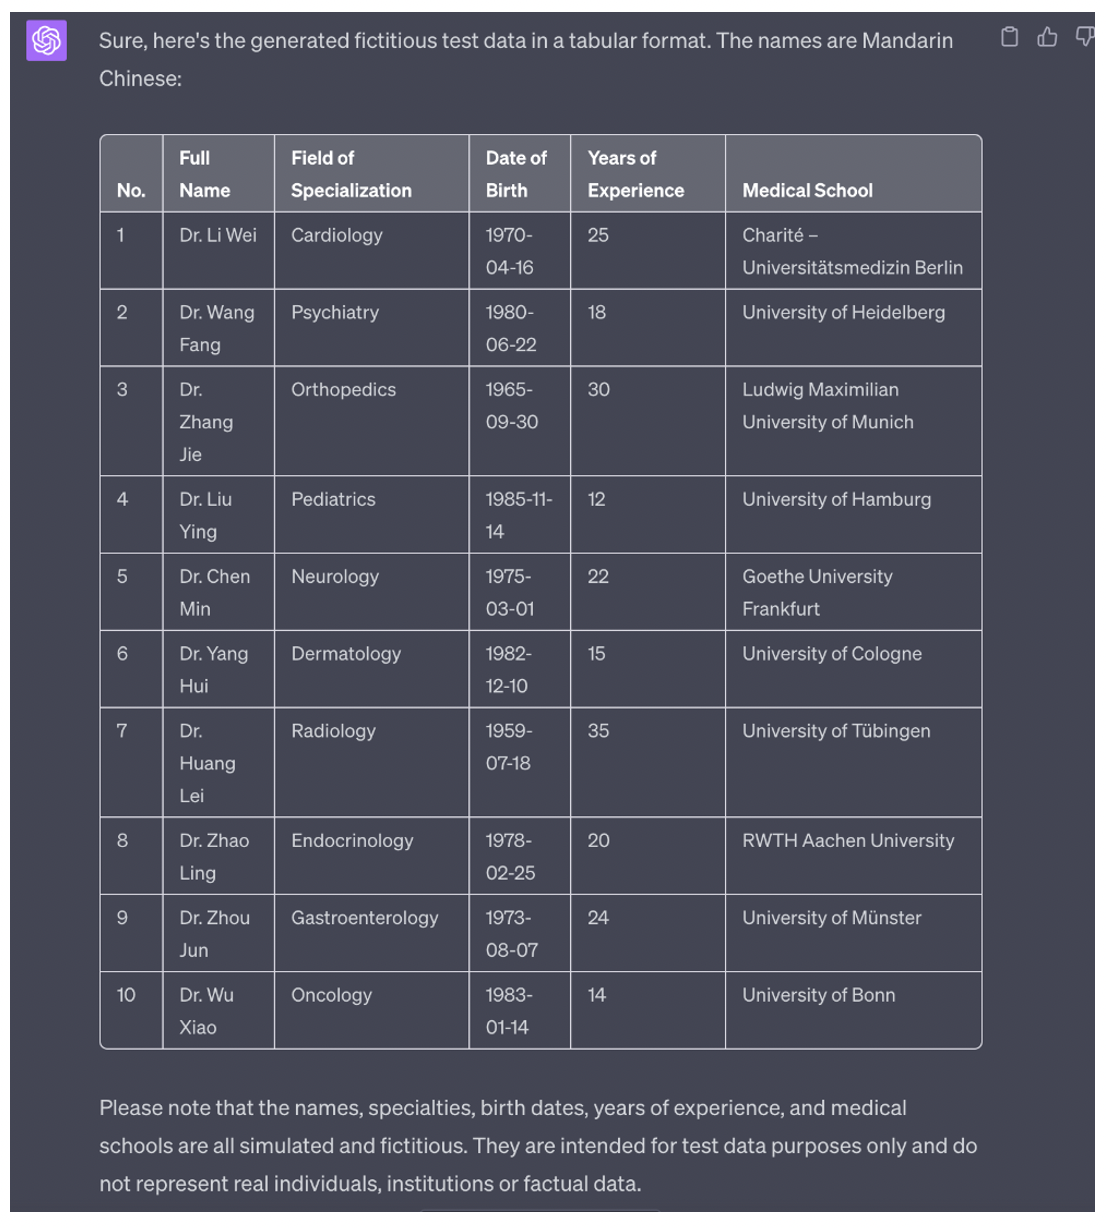 Sure, here's the generated fictitious test data in a tabular format. The names are Mandarin
Chinese:
No. Full Name Field of Specialization Date of Birth Years of Experience Medical School
1 Dr. Li Wei Cardiology 1970-04-16 25 Charité – Universitätsmedizin Berlin
2 Dr. Wang Fang Psychiatry 1980-06-22 18 University of Heidelberg
3 Dr. Zhang Jie Orthopedics 1965-09-30 30 Ludwig Maximilian University of Munich
4 Dr. Liu Ying Pediatrics 1985-11-14 12 University of Hamburg
5 Dr. Chen Min Neurology 1975-03-01 22 Goethe University Frankfurt
6 Dr. Yang Hui Dermatology 1982-12-10 15 University of Cologne
7 Dr. Huang Lei Radiology 1959-07-18 35 University of Tübingen
8 Dr. Zhao Ling Endocrinology 1978-02-25 20 RWTH Aachen University
9 Dr. Zhou Jun Gastroenterology 1973-08-07 24 University of Münster
10 Dr. Wu Xiao Oncology 1983-01-14 14 University of Bonn
Please note that the names, specialties, birth dates, years of experience, and medical
schools are all simulated and fictitious. They are intended for test data purposes only and do
not represent real individuals, institutions or factual data.